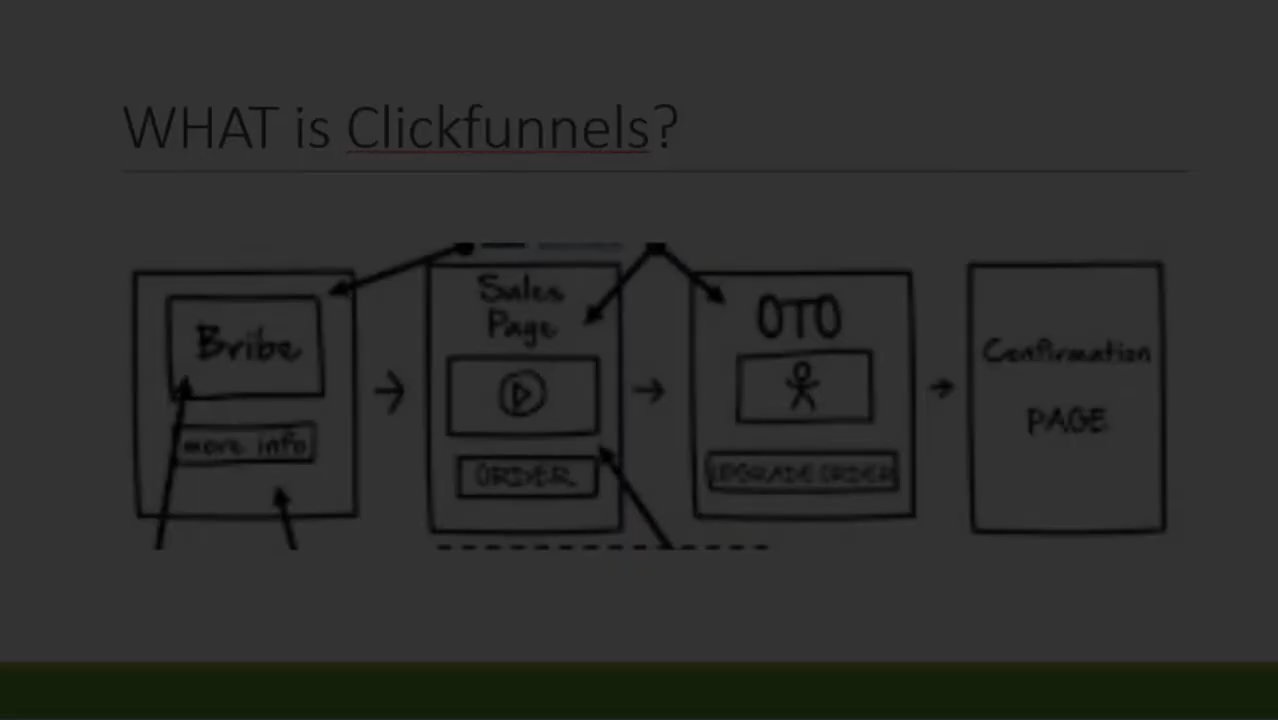 WHAT is Clickfunnels?
Bribe
more info
Sales
Page
ORDER
OTO
UPGRADE ORDER
Confirmation
PAGE